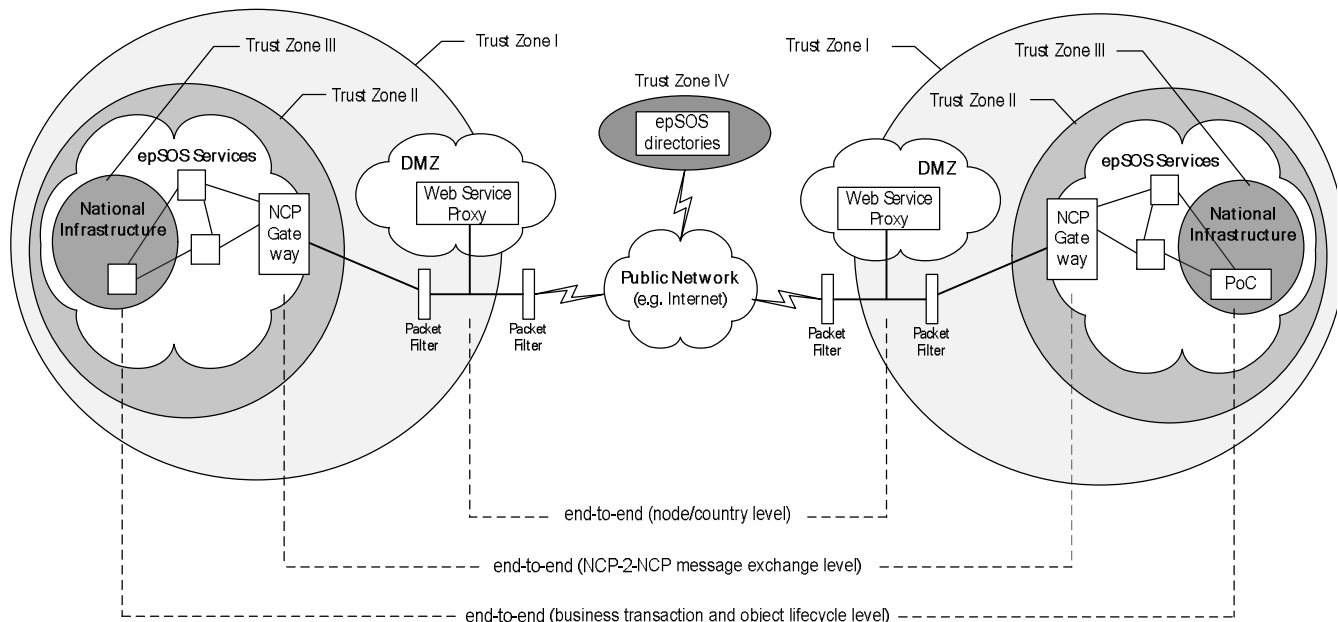 Trust Zone III
Trust Zone I
Trust Zone II
epSOS Services
National
Infrastructure
NCP
Gate
way
DMZ
Web Service
Proxy
Packet
Filter
Packet
Filter
Trust Zone IV
epSOS
directories
Public Network
(e.g. Internet)
Trust Zone I
Trust Zone III
Trust Zone II
DMZ
Web Service
Proxy
Packet
Filter
Packet
Filter
epSOS Services
NCP
Gate
way
National
Infrastructure
PoC
end-to-end (node/country level)
end-to-end (NCP-2-NCP message exchange level)
end-to-end (business transaction and object lifecycle level)